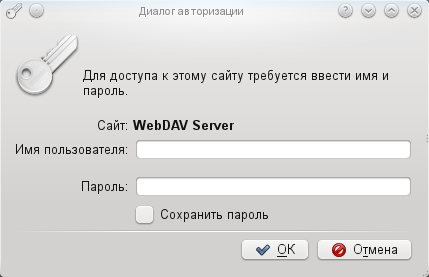 Диалог авторизации
Для доступа к этому сайту требуется ввести имя и
пароль.
Сайт: WebDAV Server
Имя пользователя:
Пароль:
Сохранить пароль
OK Отмена